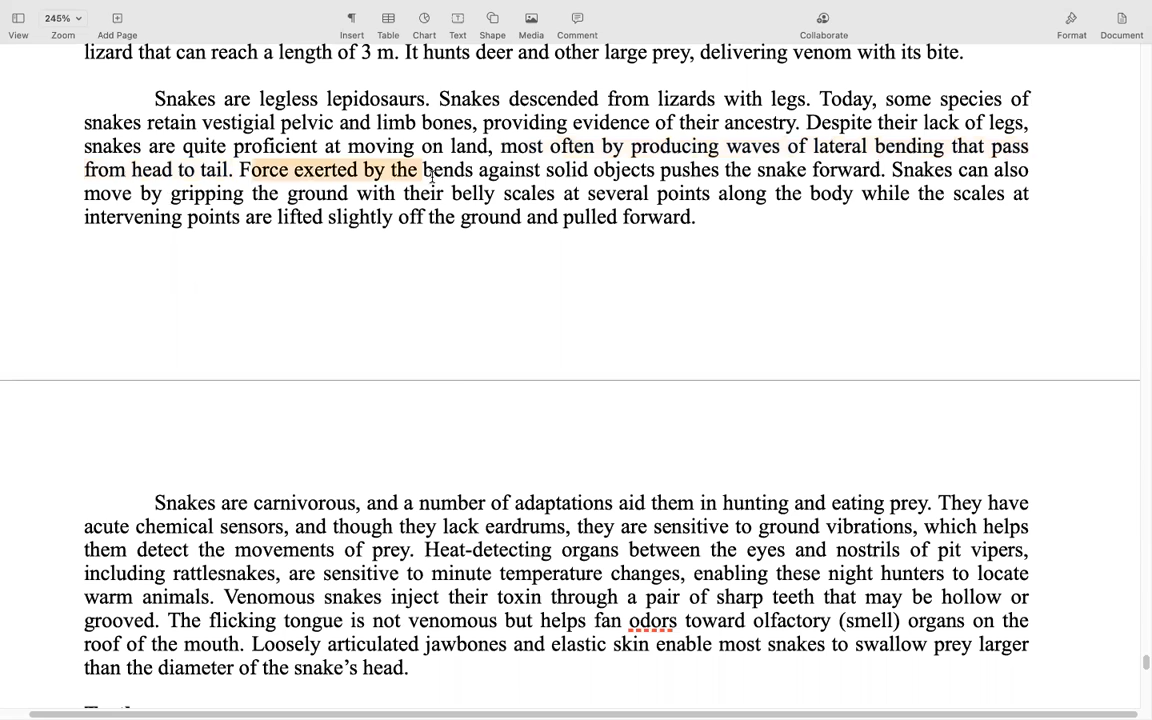 245%
View
Zoom
Add Page
Insert
Table
Chart
Text
Shape
Media
Comment
Collaborate
Format
Document
lizard that can reach a length of 3 m. It hunts deer and other large prey, delivering venom with its bite.
Snakes are legless lepidosaurs. Snakes descended from lizards with legs. Today, some species of
snakes retain vestigial pelvic and limb bones, providing evidence of their ancestry. Despite their lack of legs,
snakes are quite proficient at moving on land, most often by producing waves of lateral bending that pass
from head to tail. Force exerted by the bends against solid objects pushes the snake forward. Snakes can also
move by gripping the ground with their belly scales at several points along the body while the scales at
intervening points are lifted slightly off the ground and pulled forward.
Snakes are carnivorous, and a number of adaptations aid them in hunting and eating prey. They have
acute chemical sensors, and though they lack eardrums, they are sensitive to ground vibrations, which helps
them detect the movements of prey. Heat-detecting organs between the eyes and nostrils of pit vipers,
including rattlesnakes, are sensitive to minute temperature changes, enabling these night hunters to locate
warm animals. Venomous snakes inject their toxin through a pair of sharp teeth that may be hollow or
grooved. The flicking tongue is not venomous but helps fan odors toward olfactory (smell) organs on the
roof of the mouth. Loosely articulated jawbones and elastic skin enable most snakes to swallow prey larger
than the diameter of the snake’s head.